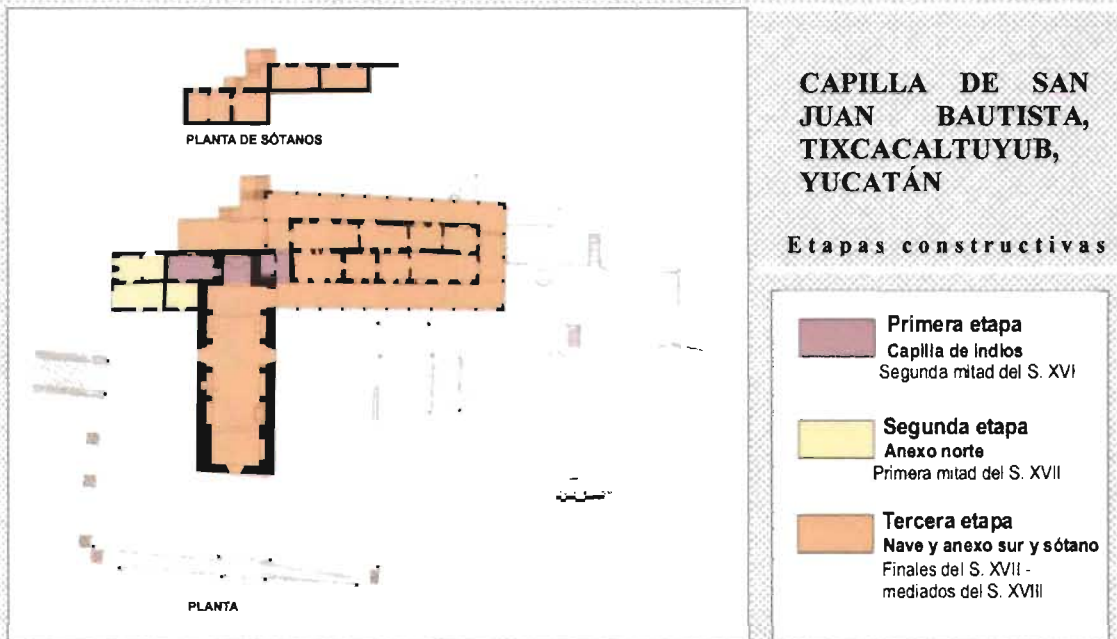 PLANTA DE SÓTANOS
PLANTA
CAPILLA DE SAN
JUAN BAUTISTA,
TIXCACALTUYUB,
YUCATÁN
Etapas constructivas
Primera etapa
Capilla de indios
Segunda mitad del S. XVI
Segunda etapa
Anexo norte
Primera mitad del S. XVII
Tercera etapa
Nave y anexo sur y sótano
Finales del S. XVII -
mediados del S. XVIII